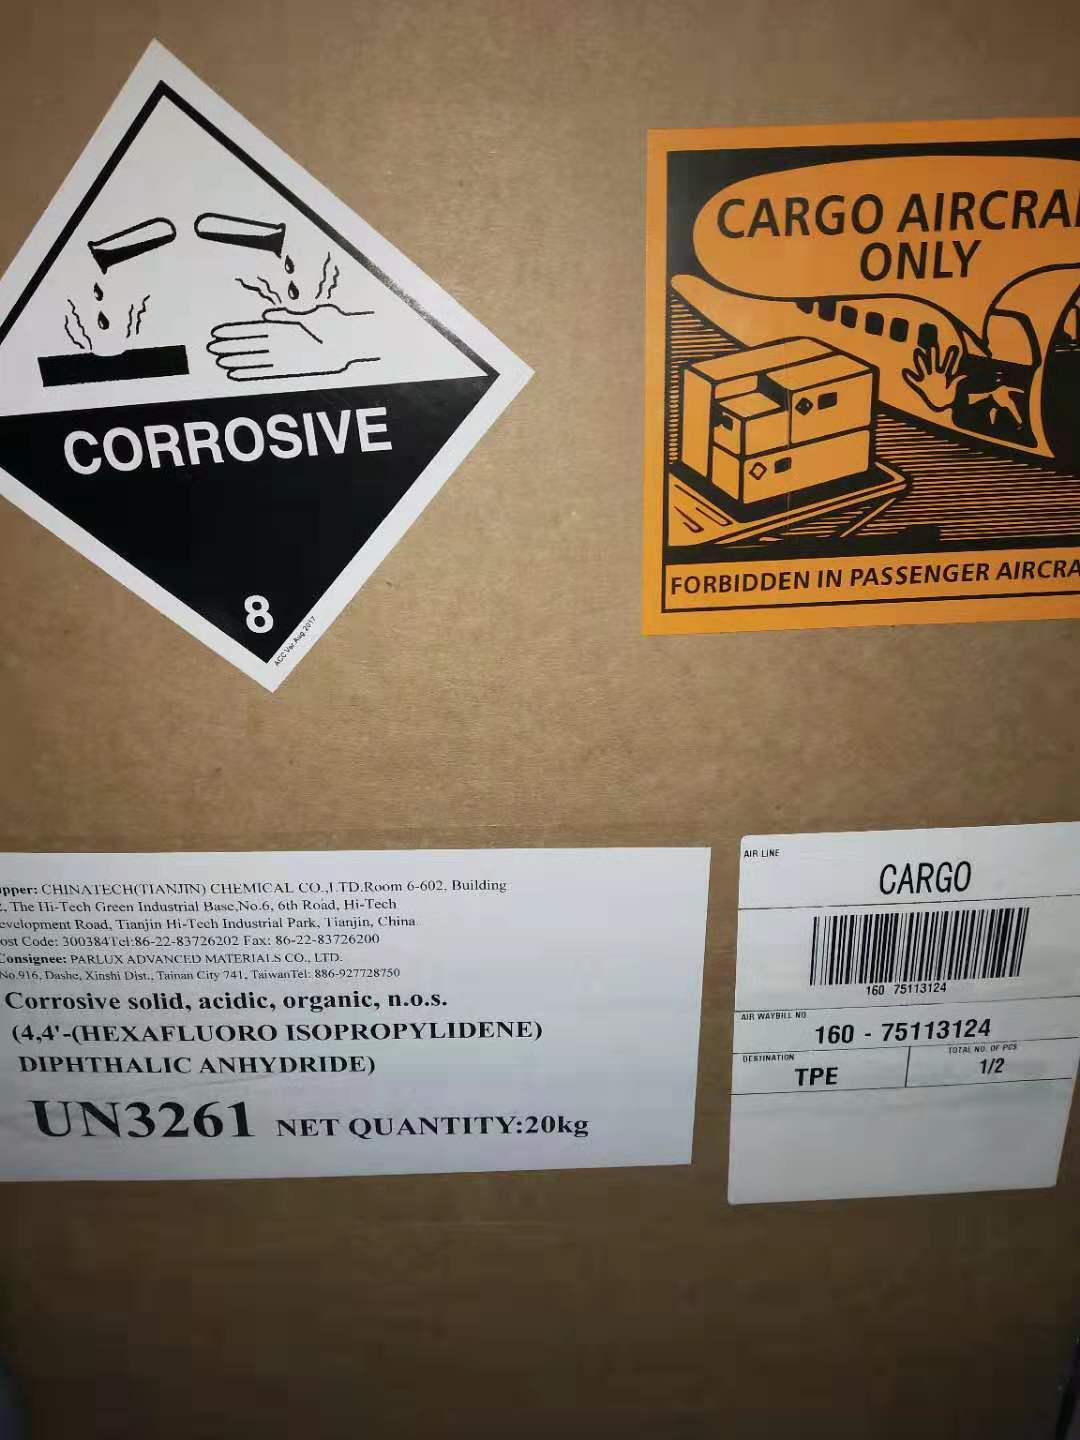 CORROSIVE
8
ACC Ver Aug 2017
CARGO AIRCRA
ONLY
FORBIDDEN IN PASSENGER AIRCRA
pper: CHINATECH(TIANJIN) CHEMICAL CO.,LTD.Room 6-602, Building
2, The Hi-Tech Green Industrial Base,No.6, 6th Road, Hi-Tech
evelopment Road, Tianjin Hi-Tech Industrial Park, Tianjin, China
ost Code: 300384Tel:86-22-83726202 Fax: 86-22-83726200
Consignee: PARLUX ADVANCED MATERIALS CO., LTD.
No.916, Dashe, Xinshi Dist., Tainan City 741, TaiwanTel: 886-927728750
Corrosive solid, acidic, organic, n.o.s.
(4,4'-(HEXAFLUORO ISOPROPYLIDENE)
DIPHTHALIC ANHYDRIDE)
UN3261 NET QUANTITY:20kg
AIR LINE
CARGO
160 75113124
AIR WAYBILL NO
160 - 75113124
DESTINATION
TPE
TOTAL NO. OF PCS
1/2